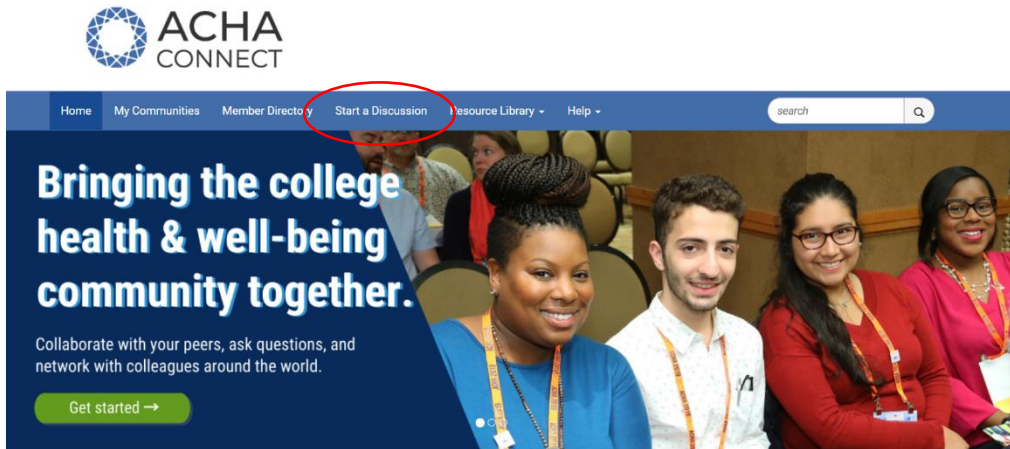 ACHA
CONNECT
Home My Communities Member Directory Start a Discussion Resource Library Help search
Bringing the college
health & well-being
community together.
Collaborate with your peers, ask questions, and
network with colleagues around the world.
Get started →